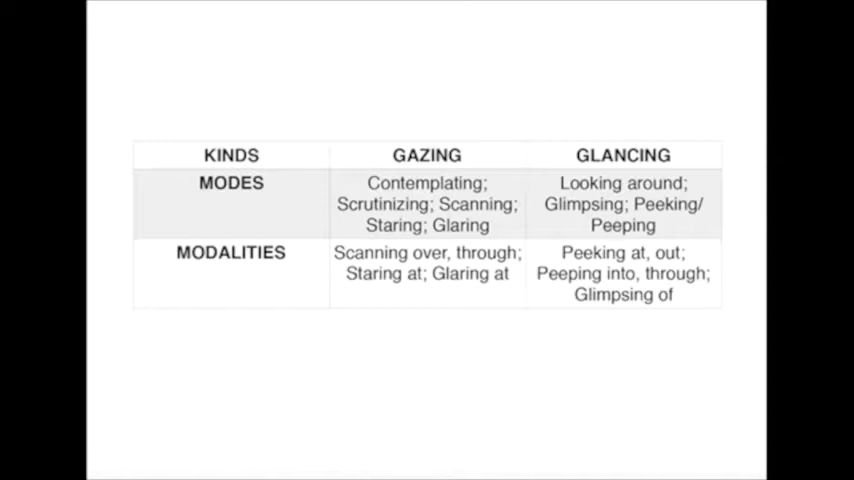 KINDS GAZING GLANCING
MODES Contemplating; Looking around;
Scrutinizing; Scanning; Glimpsing; Peeking/
Staring; Glaring Peeping
MODALITIES Scanning over, through; Peeking at, out;
Staring at; Glaring at Peeping into, through;
Glimpsing of